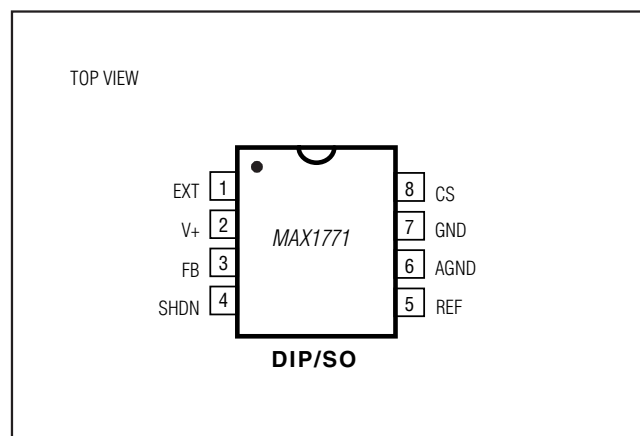 TOP VIEW
EXT 1
V+ 2
FB 3
SHDN 4
MAX1771
8 CS
7 GND
6 AGND
5 REF
DIP/SO